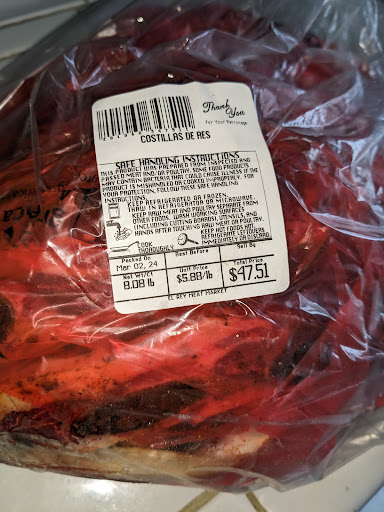 Thank You
For Your Patronage
COSTILLAS DE RES
SAFE HANDLING INSTRUCTIONS
THIS PRODUCT WAS PREPARED FROM INSPECTED AND
PASSED MEAT AND/OR POULTRY. SOME FOOD PRODUCTS
MAY CONTAIN BACTERIA THAT COULD CAUSE ILLNESS IF THE
PRODUCT IS MISHANDLED OR COOKED IMPROPERLY. FOR
YOUR PROTECTION, FOLLOW THESE SAFE HANDLING
INSTRUCTIONS.
KEEP REFRIGERATED OR FROZEN.
THAW IN REFRIGERATOR OR MICROWAVE.
KEEP RAW MEAT AND POULTRY SEPARATE FROM
OTHER FOODS. WASH WORKING SURFACES
(INCLUDING CUTTING BOARDS), UTENSILS, AND
HANDS AFTER TOUCHING RAW MEAT OR POULTRY.
COOK THOROUGHLY.
KEEP HOT FOODS HOT.
REFRIGERATE LEFTOVERS
IMMEDIATELY OR DISCARD.
Packed On Best Before Sell By
Mar 02, 24
Net Wt/Ct Unit Price Total Price
8.08 lb $5.88/lb $47.51
EL REY MEAT MARKET